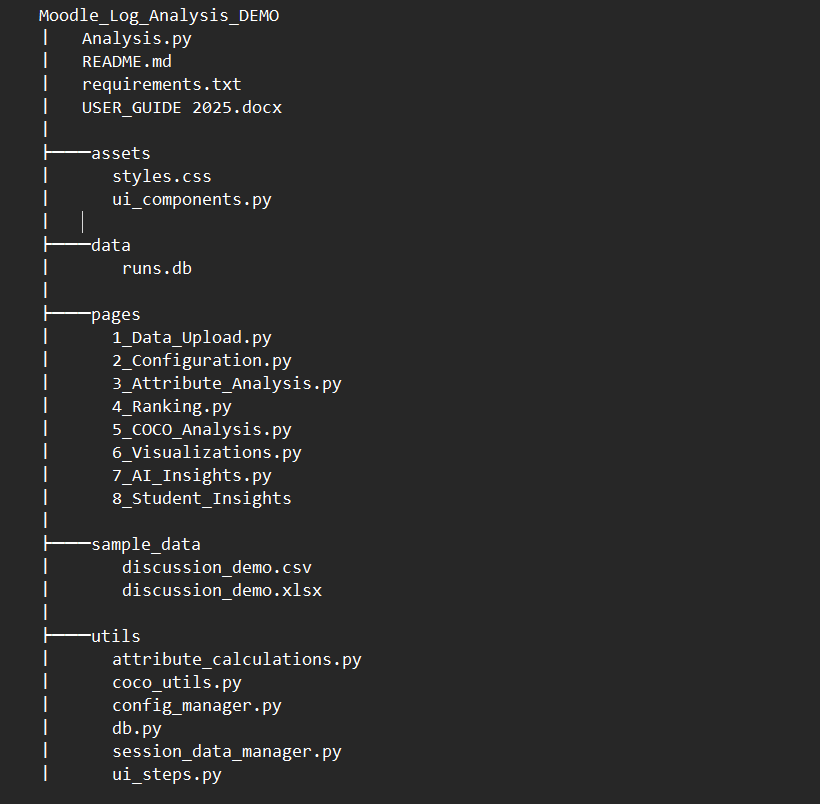 Moodle_Log_Analysis_DEMO
Analysis.py
README.md
requirements.txt
USER_GUIDE 2025.docx
assets
styles.css
ui_components.py
data
runs.db
pages
1_Data_Upload.py
2_Configuration.py
3_Attribute_Analysis.py
4_Ranking.py
5_COCO_Analysis.py
6_Visualizations.py
7_AI_Insights.py
8_Student_Insights
sample_data
discussion_demo.csv
discussion_demo.xlsx
utils
attribute_calculations.py
coco_utils.py
config_manager.py
db.py
session_data_manager.py
ui_steps.py